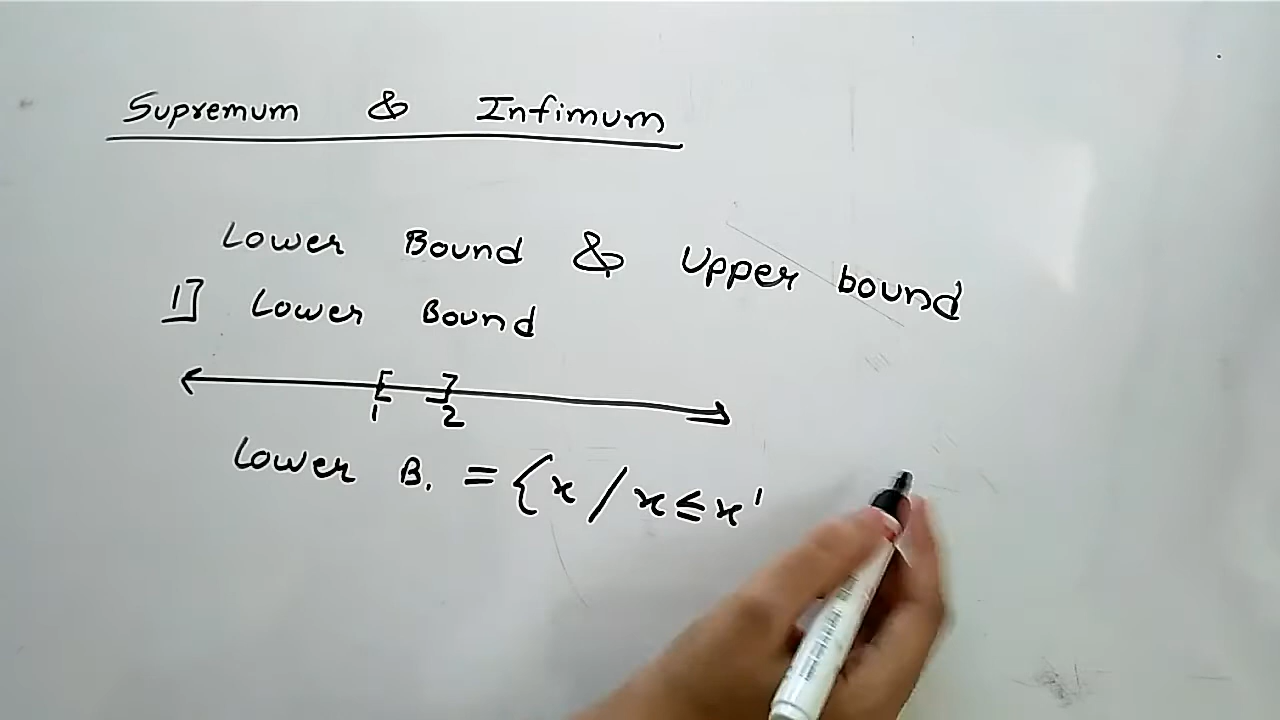 Supremum & Infimum
Lower Bound & Upper bound
1] Lower Bound
[ ]
1 2
Lower B. = {x / x ≤ x'